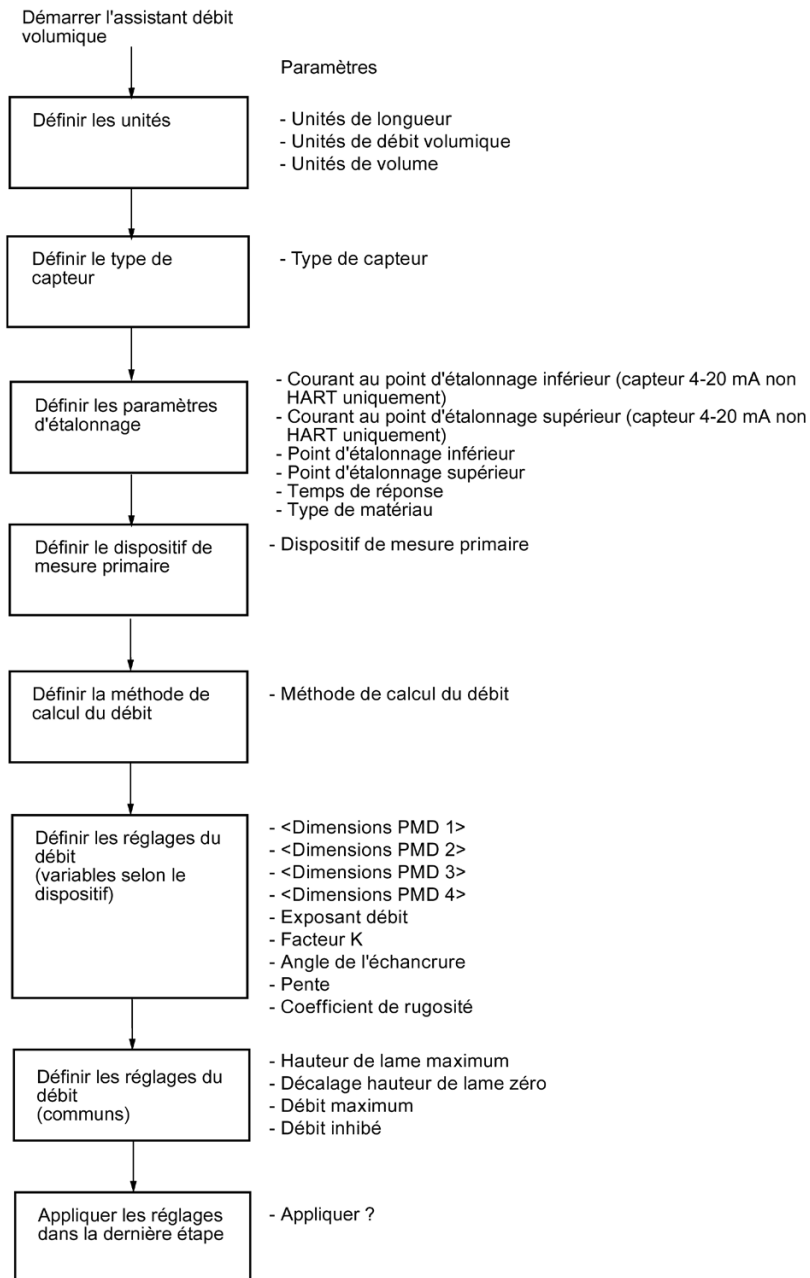 Démarrer l'assistant débit
volumique
Paramètres
Définir les unités
- Unités de longueur
- Unités de débit volumique
- Unités de volume
Définir le type de
capteur
- Type de capteur
Définir les paramètres
d'étalonnage
- Courant au point d'étalonnage inférieur (capteur 4-20 mA non
HART uniquement)
- Courant au point d'étalonnage supérieur (capteur 4-20 mA non
HART uniquement)
- Point d'étalonnage inférieur
- Point d'étalonnage supérieur
- Temps de réponse
- Type de matériau
Définir le dispositif de
mesure primaire
- Dispositif de mesure primaire
Définir la méthode de
calcul du débit
- Méthode de calcul du débit
Définir les réglages du
débit
(variables selon le
dispositif)
- <Dimensions PMD 1>
- <Dimensions PMD 2>
- <Dimensions PMD 3>
- <Dimensions PMD 4>
- Exposant débit
- Facteur K
- Angle de l'échancrure
- Pente
- Coefficient de rugosité
Définir les réglages du
débit
(communs)
- Hauteur de lame maximum
- Décalage hauteur de lame zéro
- Débit maximum
- Débit inhibé
Appliquer les réglages
dans la dernière étape
- Appliquer ?